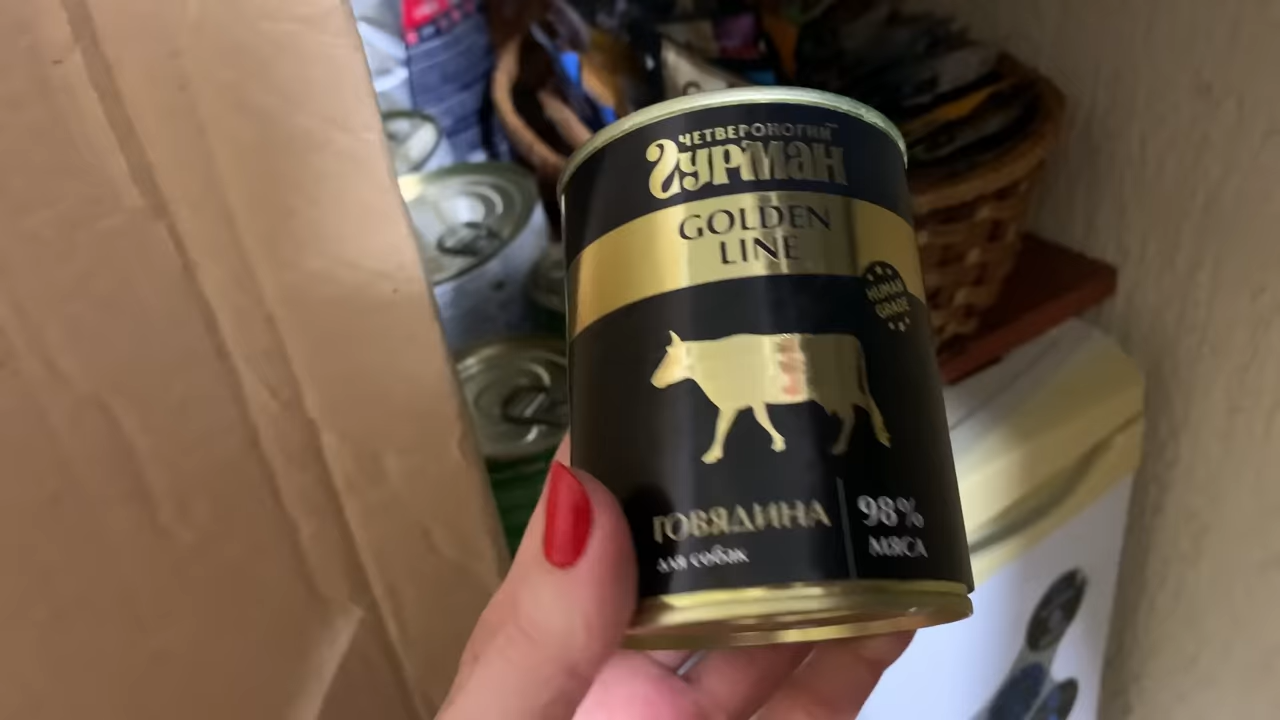 ЧЕТВЕРОНОГИЙ
Гурман
GOLDEN
LINE
HUMAN
GRADE
ГОВЯДИНА
для собак
98%
МЯСА